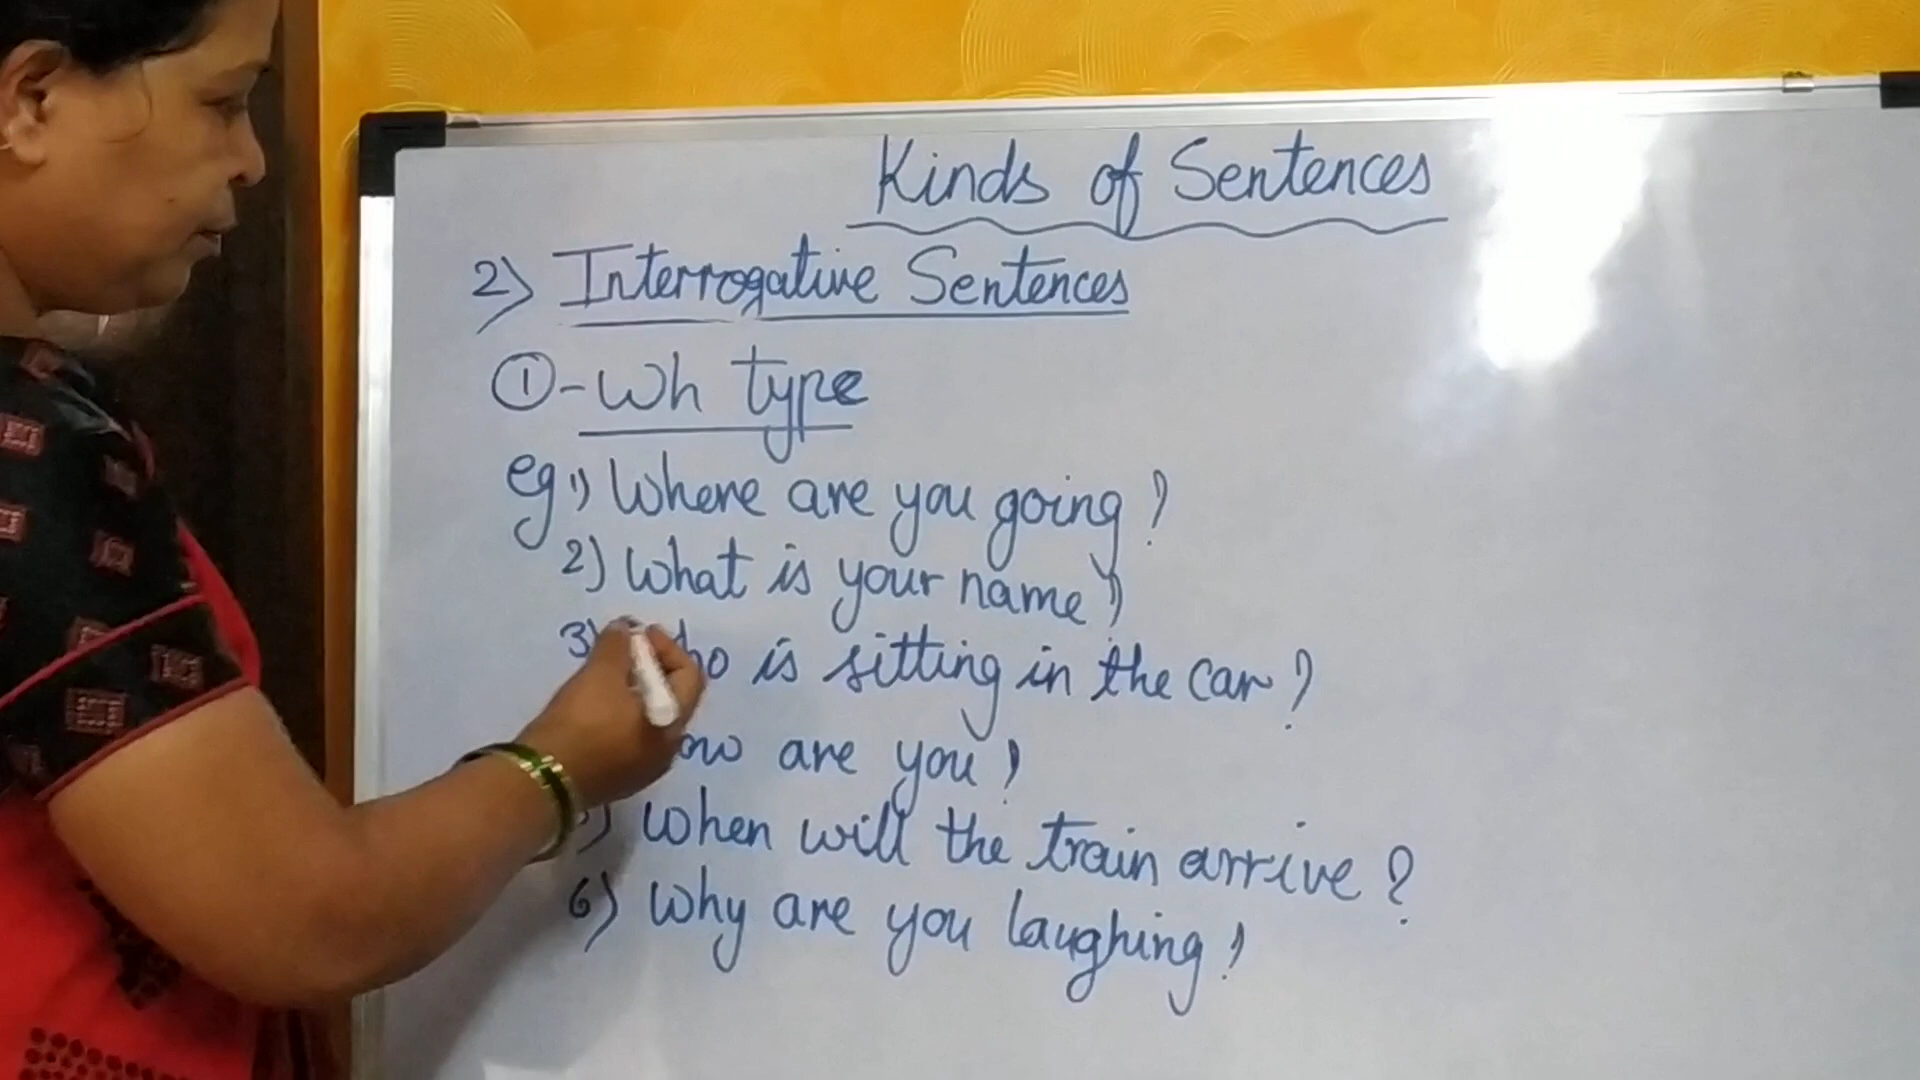 Kinds of Sentences
2) Interrogative Sentences
① - Wh type
eg 1) Where are you going?
2) What is your name?
3) is sitting in the car?
are you?
When will the train arrive?
6) Why are you laughing?